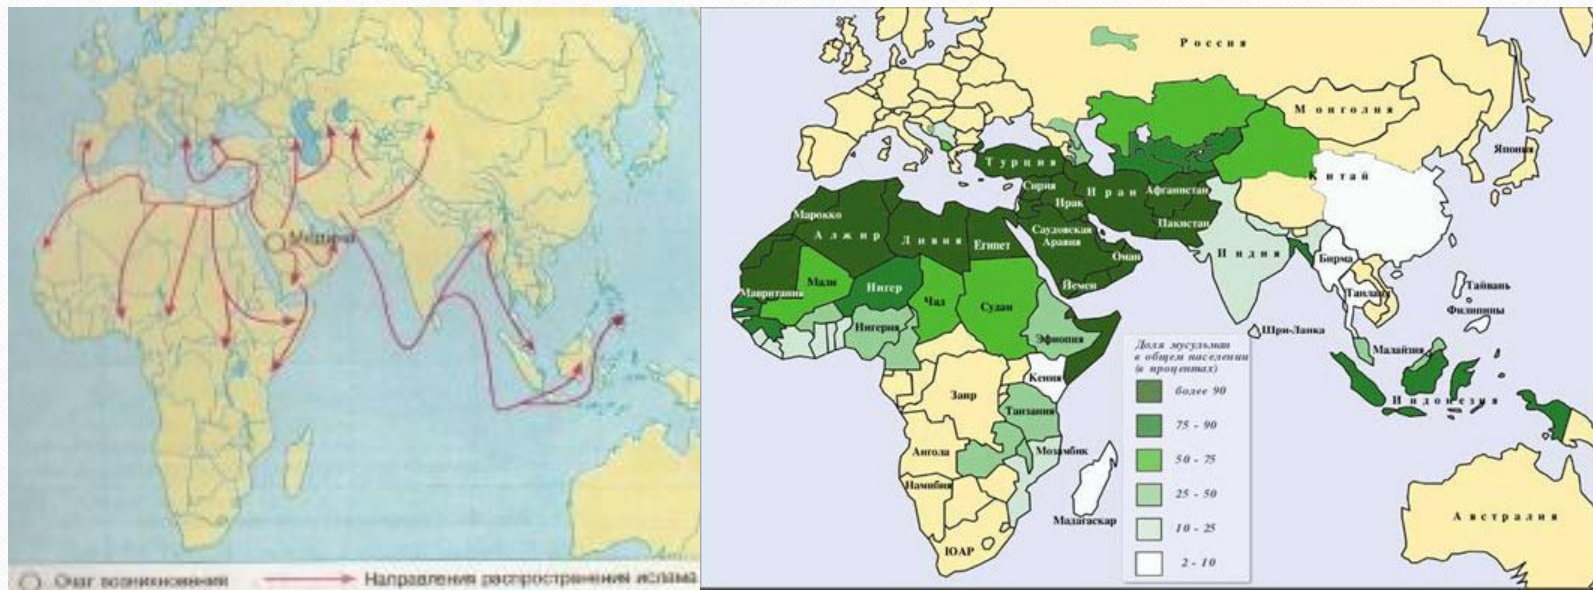 Медина
Очаг возникновения
Направления распространения ислама
Россия
Монголия
Япония
Китай
Турция
Сирия
Иран
Афганистан
Ирак
Пакистан
Марокко
Алжир
Ливия
Египет
Саудовская
Аравия
Оман
Йемен
Индия
Бирма
Мавритания
Мали
Нигер
Чад
Судан
Таиланд
Тайвань
Филипины
Нигерия
Эфиопия
Шри-Ланка
Малайзия
Кения
Заир
Индонезия
Танзания
Ангола
Мозамбик
Намибия
Мадагаскар
ЮАР
Австралия
Доля мусульман
в общем населении
(в процентах)
более 90
75 - 90
50 - 75
25 - 50
10 - 25
2 - 10